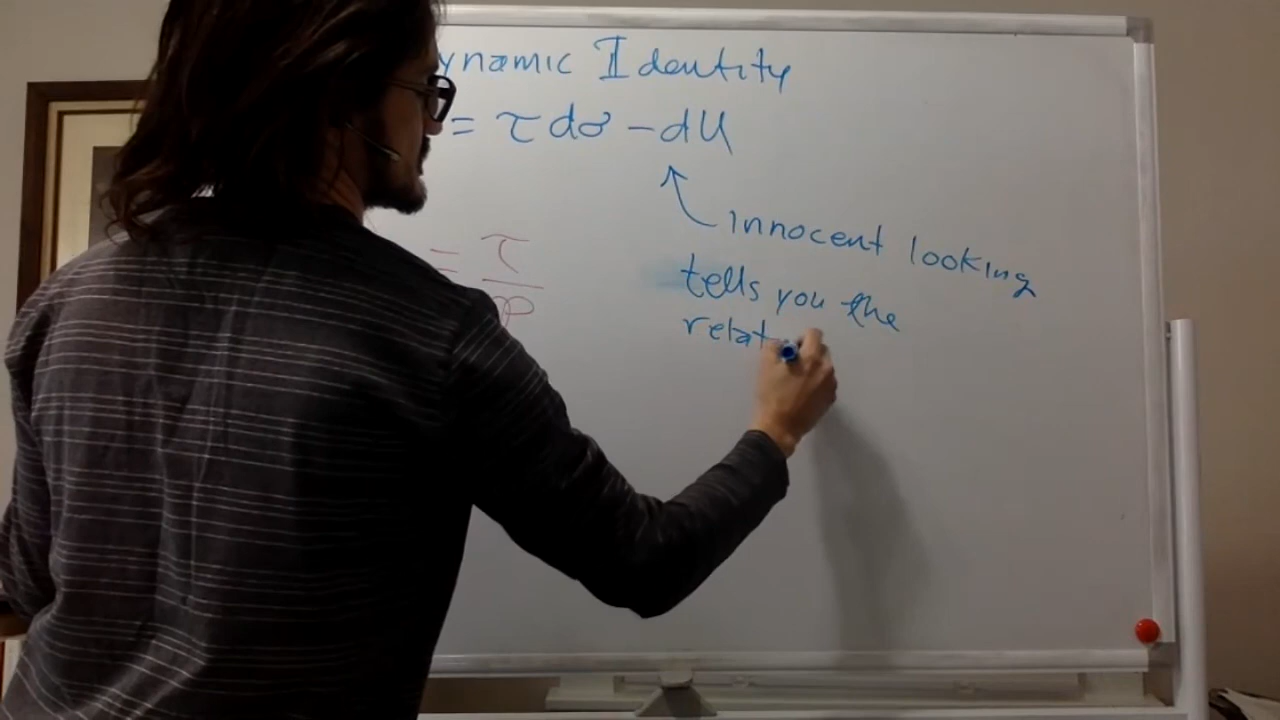 ynamic Identity
= τ dσ - dU
innocent looking
= τ
tells you the
relat